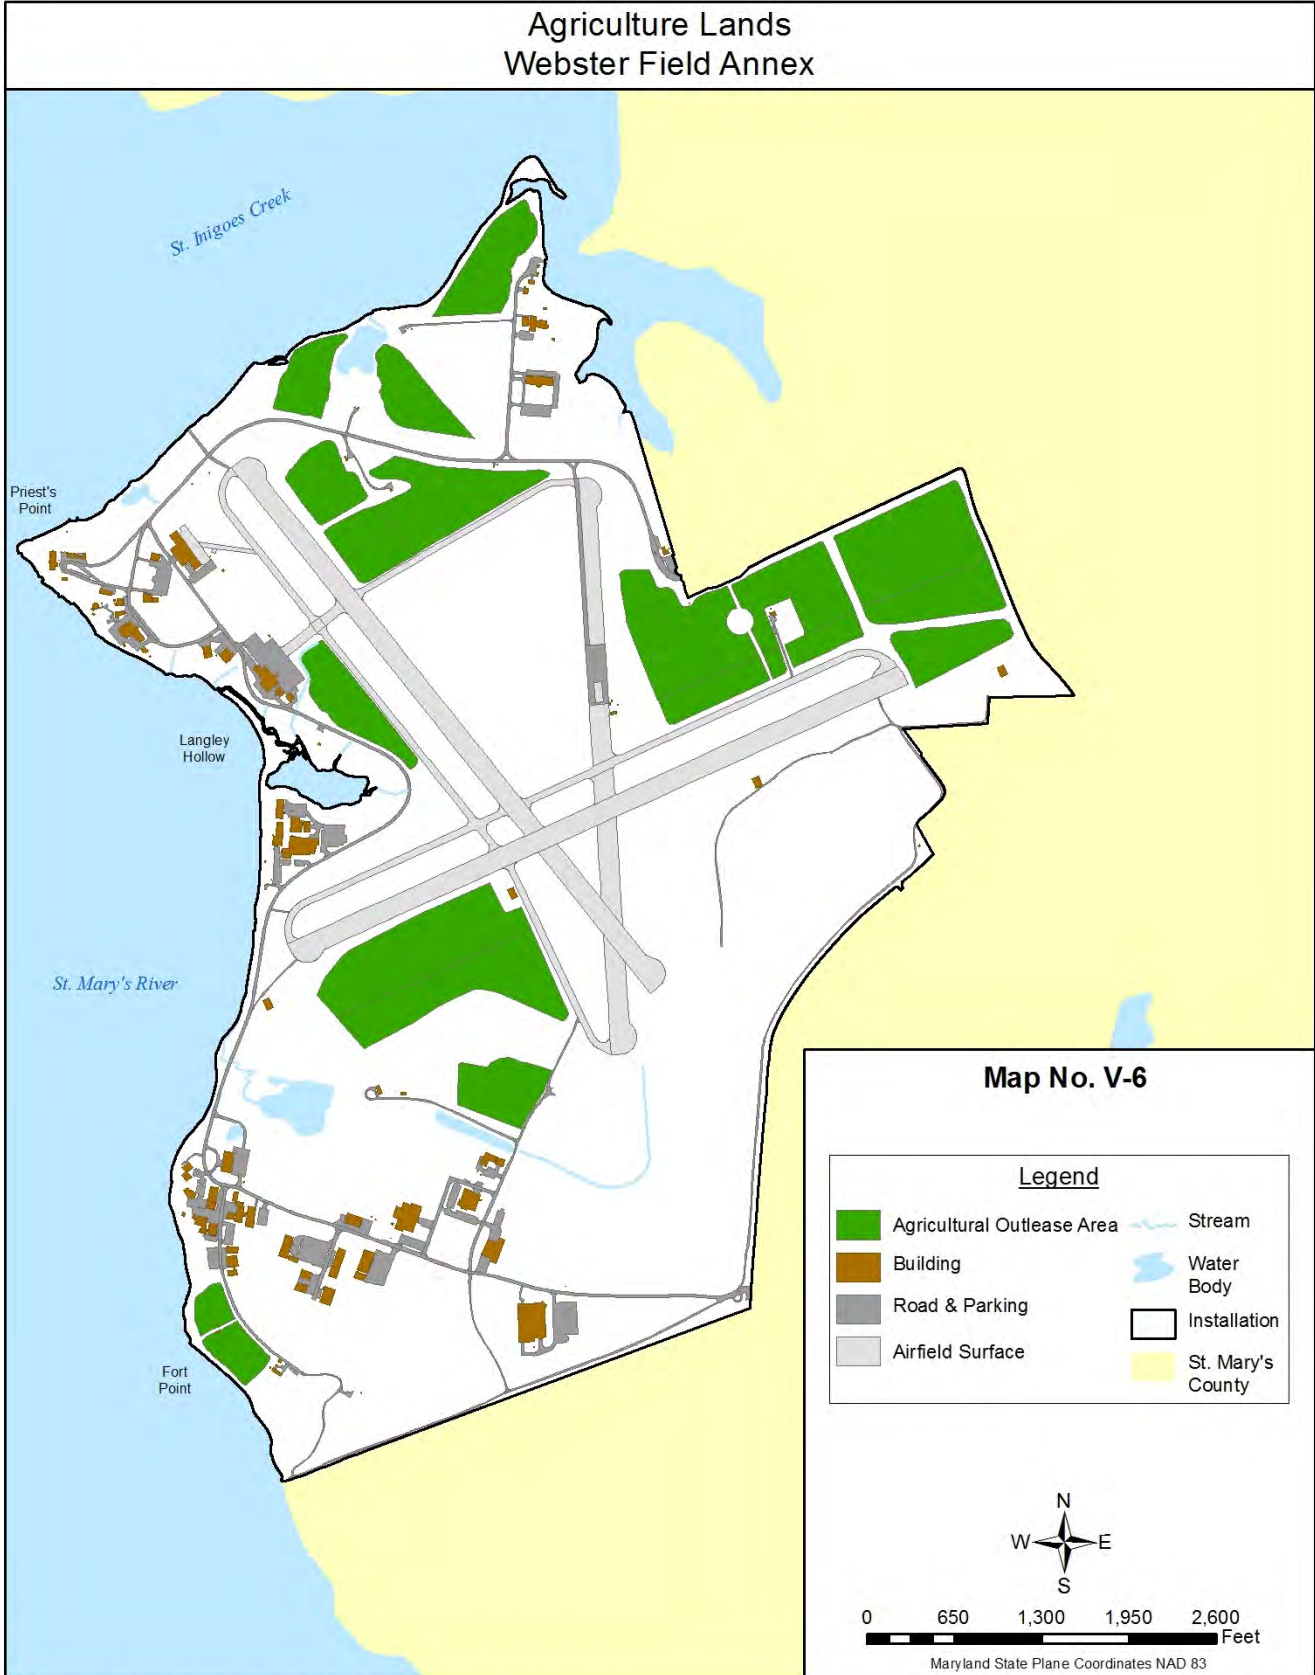 Agriculture Lands
Webster Field Annex
St. Inigoes Creek
Priest's
Point
Langley
Hollow
St. Mary's River
Fort
Point
Map No. V-6
Legend
Agricultural Outlease Area
Building
Road & Parking
Airfield Surface
Stream
Water
Body
Installation
St. Mary's
County
N
W E
S
0 650 1,300 1,950 2,600
Feet
Maryland State Plane Coordinates NAD 83